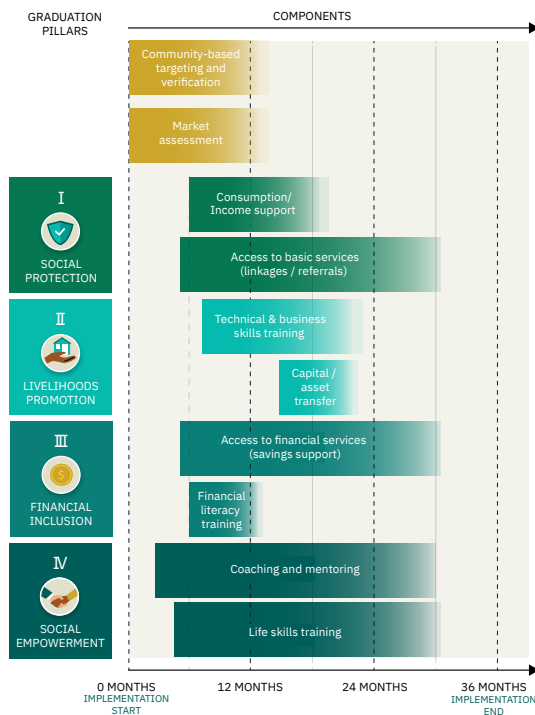 GRADUATION
PILLARS
COMPONENTS
Community-based
targeting and
verification
Market
assessment
I
SOCIAL
PROTECTION
Consumption/
Income support
Access to basic services
(linkages / referrals)
II
LIVELIHOODS
PROMOTION
Technical & business
skills training
Capital /
asset
transfer
III
$
FINANCIAL
INCLUSION
Access to financial services
(savings support)
Financial
literacy
training
IV
SOCIAL
EMPOWERMENT
Coaching and mentoring
Life skills training
0 MONTHS
IMPLEMENTATION
START
12 MONTHS
24 MONTHS
36 MONTHS
IMPLEMENTATION
END